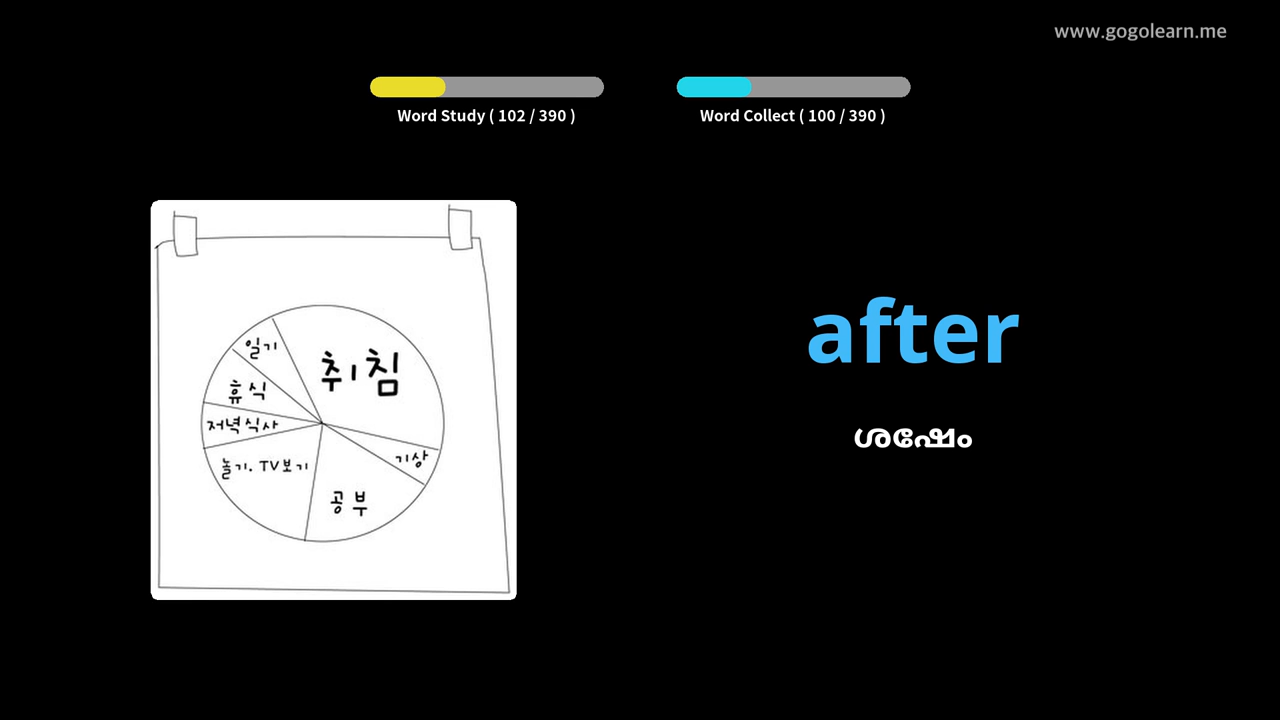 www.gogolearn.me
Word Study ( 102 / 390 )
Word Collect ( 100 / 390 )
일기
취침
휴식
저녁식사
놀기. TV보기
기상
공부
after
ശേഷം